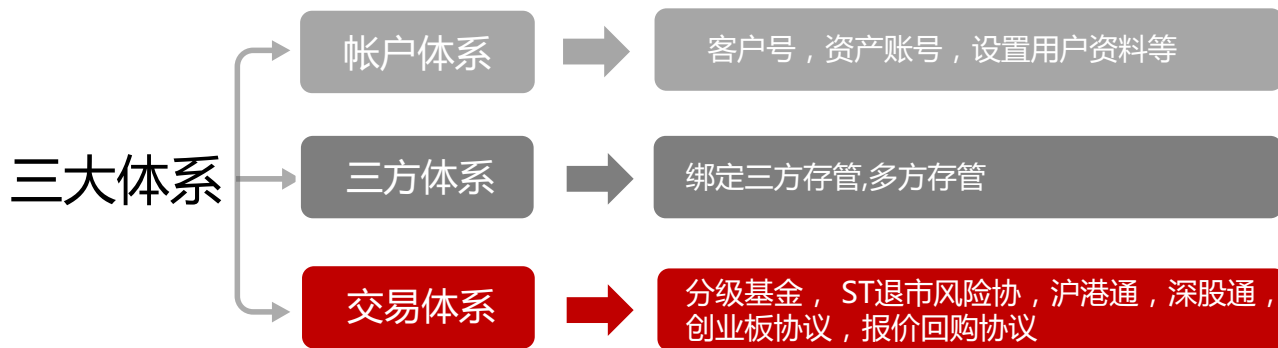 三大体系
帐户体系
客户号，资产账号，设置用户资料等
三方体系
绑定三方存管,多方存管
交易体系
分级基金， ST退市风险协，沪港通，深股通，
创业板协议，报价回购协议